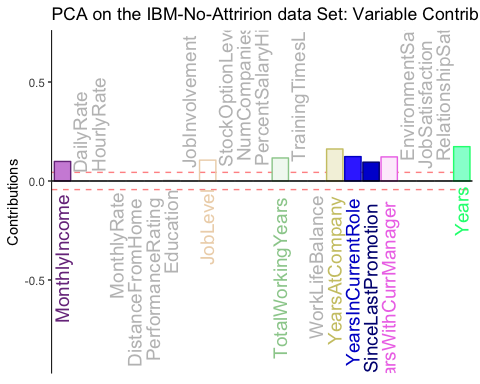 PCA on the IBM-No-Attririon data Set: Variable Contrib
Contributions
0.5
0.0
-0.5
MonthlyIncome
DailyRate
HourlyRate
MonthlyRate
DistanceFromHome
PerformanceRating
Education
JobInvolvement
JobLevel
StockOptionLeve
NumCompanies
PercentSalaryHi
TotalWorkingYears
TrainingTimesL
WorkLifeBalance
YearsAtCompany
YearsInCurrentRole
SinceLastPromotion
arsWithCurrManager
EnvironmentSa
JobSatisfaction
RelationshipSat
Years